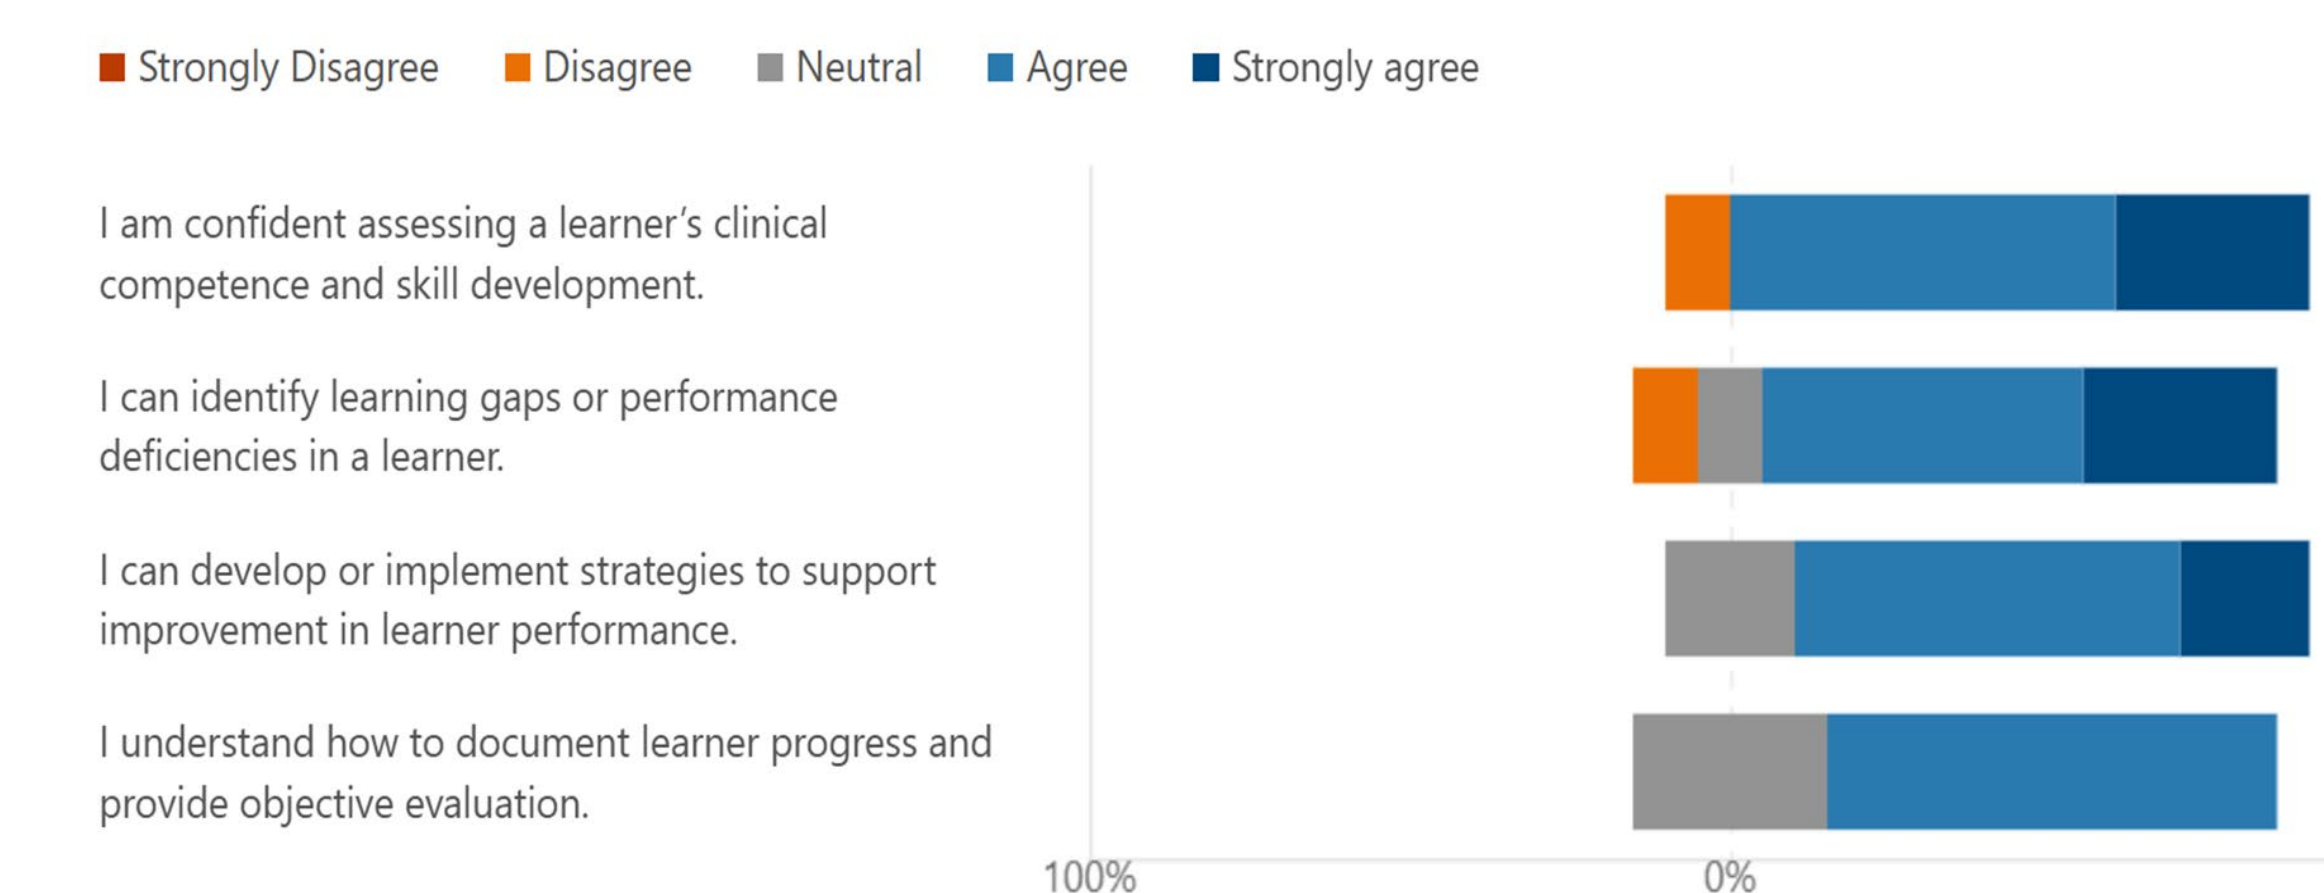 Strongly Disagree Disagree Neutral Agree Strongly agree
I am confident assessing a learner’s clinical
competence and skill development.
I can identify learning gaps or performance
deficiencies in a learner.
I can develop or implement strategies to support
improvement in learner performance.
I understand how to document learner progress and
provide objective evaluation.
100% 0%